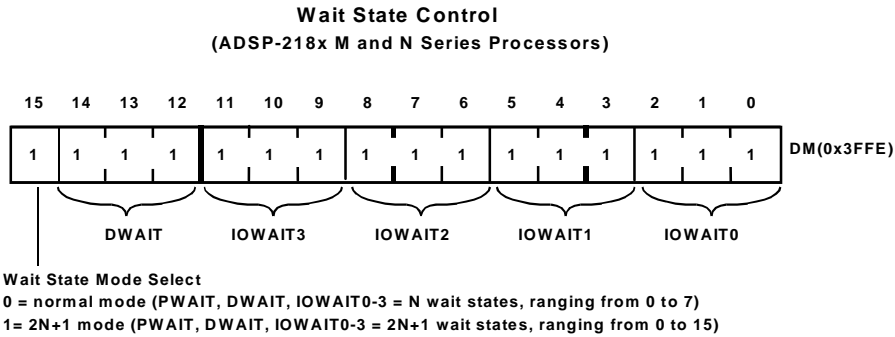 Wait State Control
(ADSP-218x M and N Series Processors)
15 14 13 12 11 10 9 8 7 6 5 4 3 2 1 0
1 1 1 1 1 1 1 1 1 1 1 1 1 1 1 1 DM(0x3FFE)
DWAIT IOWAIT3 IOWAIT2 IOWAIT1 IOWAIT0
Wait State Mode Select
0 = normal mode (PWAIT, DWAIT, IOWAIT0-3 = N wait states, ranging from 0 to 7)
1= 2N+1 mode (PWAIT, DWAIT, IOWAIT0-3 = 2N+1 wait states, ranging from 0 to 15)